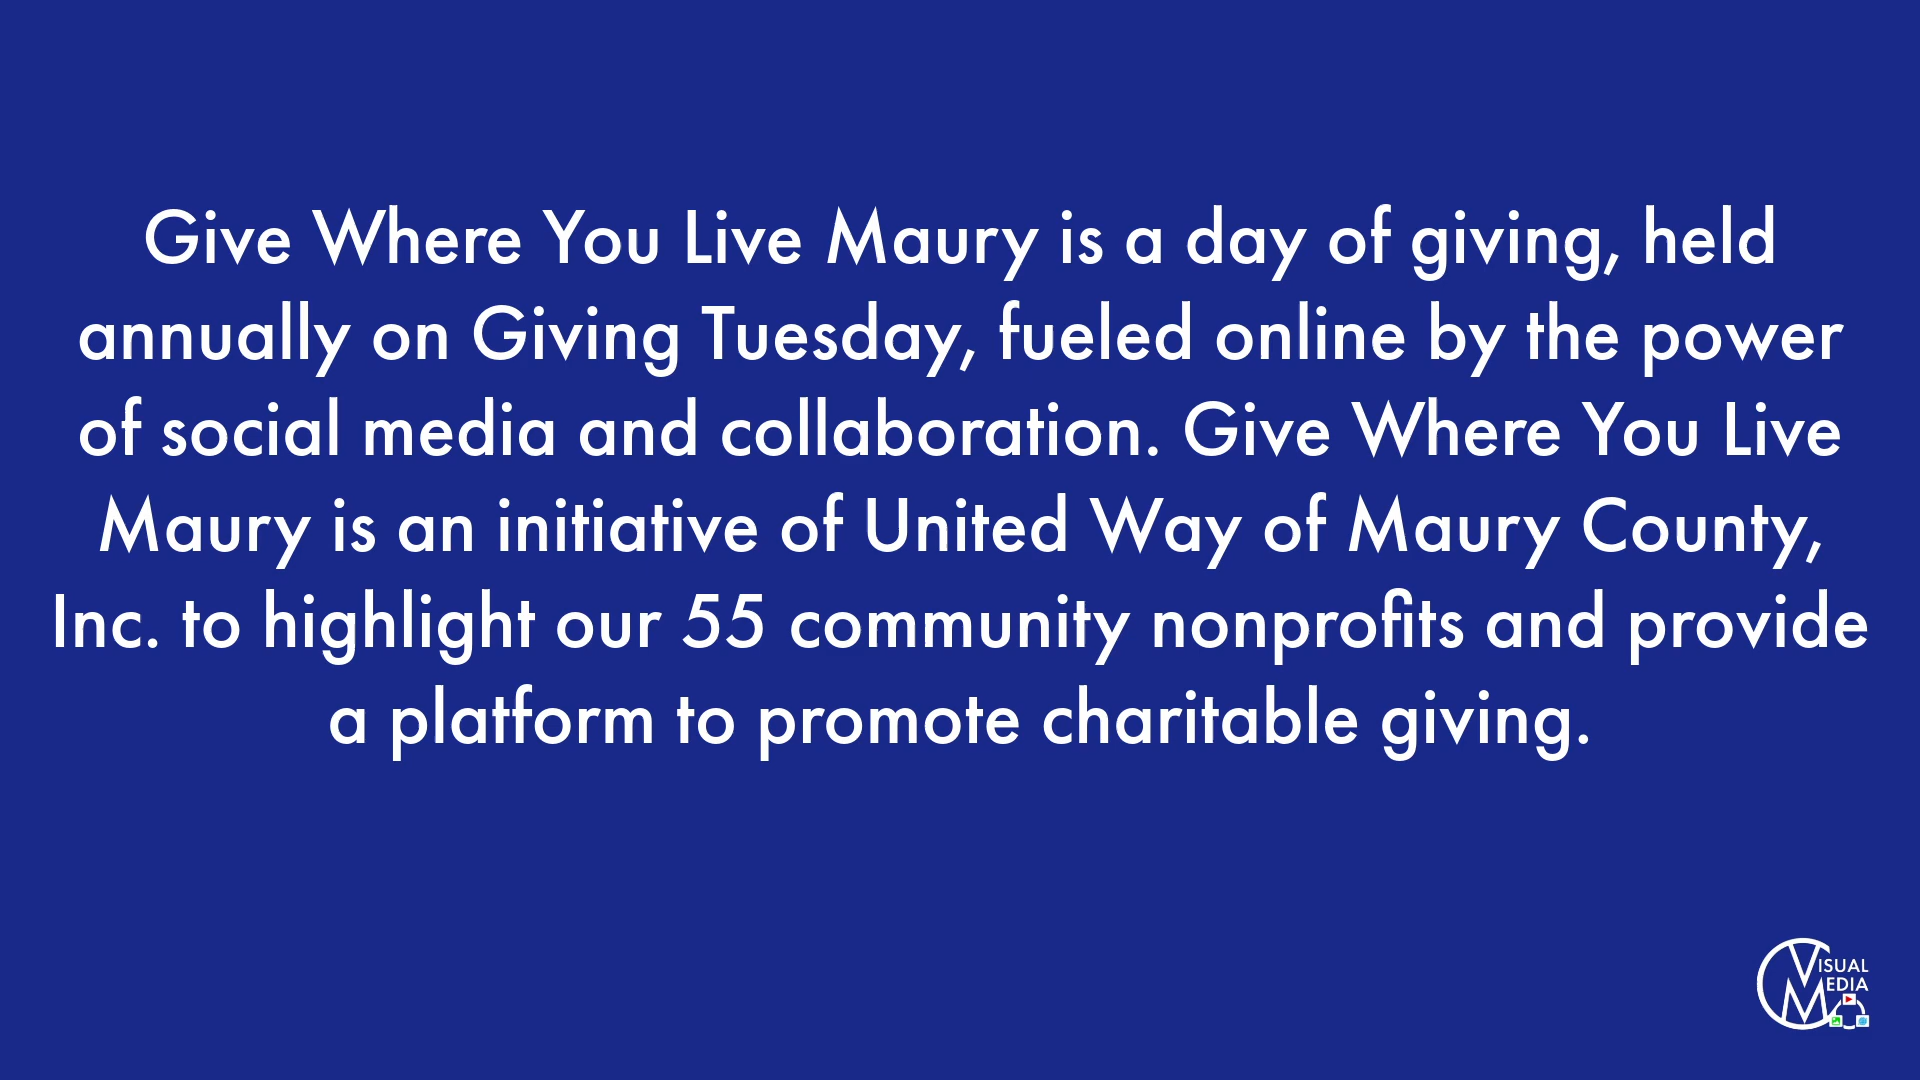 Give Where You Live Maury is a day of giving, held
annually on Giving Tuesday, fueled online by the power
of social media and collaboration. Give Where You Live
Maury is an initiative of United Way of Maury County,
Inc. to highlight our 55 community nonprofits and provide
a platform to promote charitable giving.
VISUAL
MEDIA